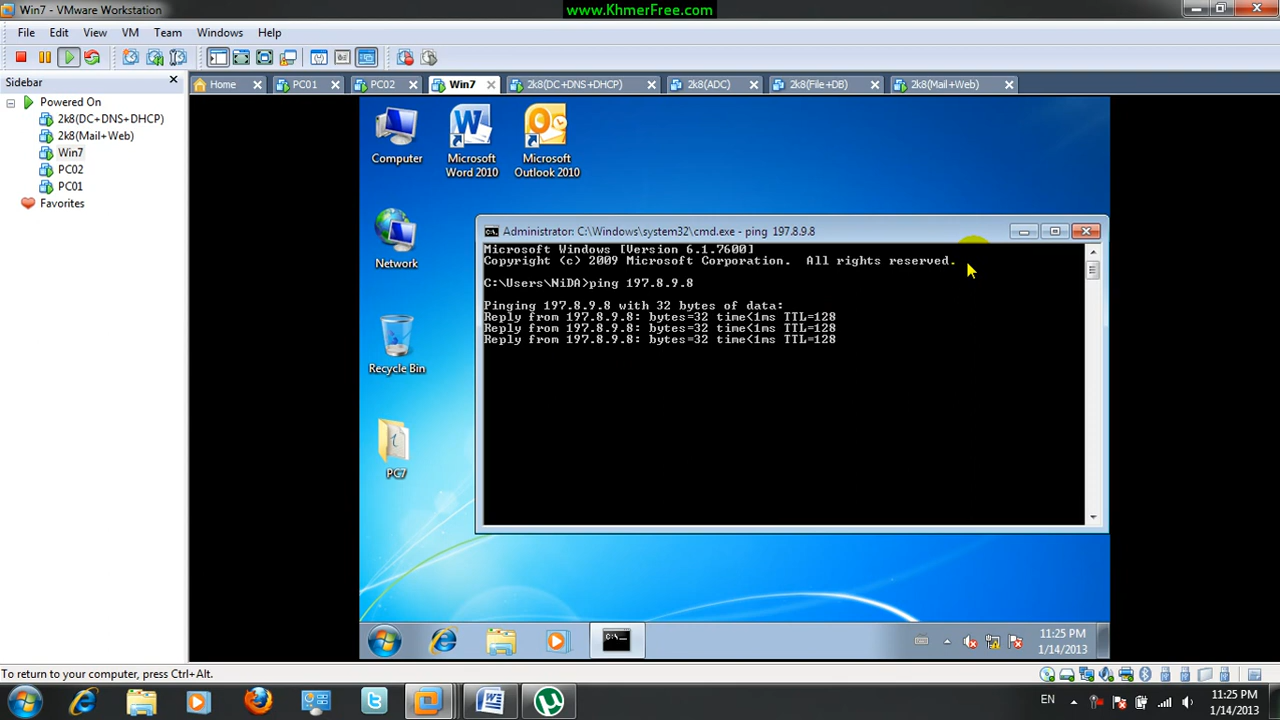 Win7 - VMware Workstation
www.KhmerFree.com
File Edit View VM Team Windows Help
Sidebar
Home PC01 PC02 Win7 2k8(DC+DNS+DHCP) 2k8(ADC) 2k8(File+DB) 2k8(Mail+Web)
Powered On
2k8(DC+DNS+DHCP)
2k8(Mail+Web)
Win7
PC02
PC01
Favorites
Computer
Microsoft Word 2010
Microsoft Outlook 2010
Network
Recycle Bin
PC7
Administrator: C:\Windows\system32\cmd.exe - ping 197.8.9.8
Microsoft Windows [Version 6.1.7600]
Copyright (c) 2009 Microsoft Corporation.  All rights reserved.
C:\Users\NiDA>ping 197.8.9.8
Pinging 197.8.9.8 with 32 bytes of data:
Reply from 197.8.9.8: bytes=32 time<1ms TTL=128
Reply from 197.8.9.8: bytes=32 time<1ms TTL=128
Reply from 197.8.9.8: bytes=32 time<1ms TTL=128
11:25 PM
1/14/2013
To return to your computer, press Ctrl+Alt.
EN
11:25 PM
1/14/2013